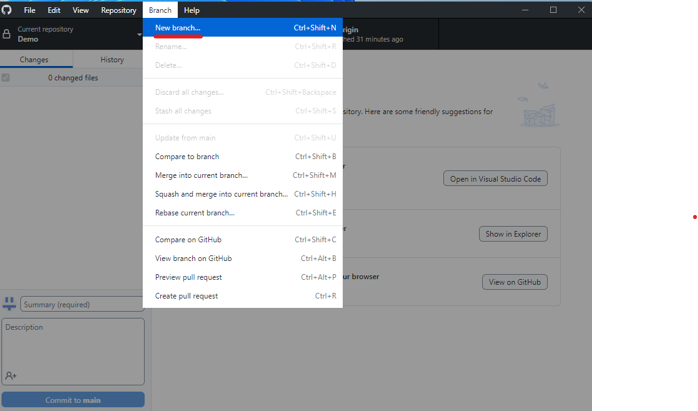 File Edit View Repository Branch Help
Current repository
Demo
New branch... Ctrl+Shift+N
rigin
hed 31 minutes ago
Rename... Ctrl+Shift+R
Changes History
Delete... Ctrl+Shift+D
0 changed files
Discard all changes... Ctrl+Shift+Backspace
Stash all changes Ctrl+Shift+S
sitory. Here are some friendly suggestions for
Update from main Ctrl+Shift+U
Compare to branch Ctrl+Shift+B
Merge into current branch... Ctrl+Shift+M
Open in Visual Studio Code
Squash and merge into current branch... Ctrl+Shift+H
Rebase current branch... Ctrl+Shift+E
Show in Explorer
Compare on GitHub Ctrl+Shift+C
View branch on GitHub Ctrl+Alt+B
Preview pull request Ctrl+Alt+P
ur browser
View on GitHub
Create pull request Ctrl+R
Summary (required)
Description
Commit to main